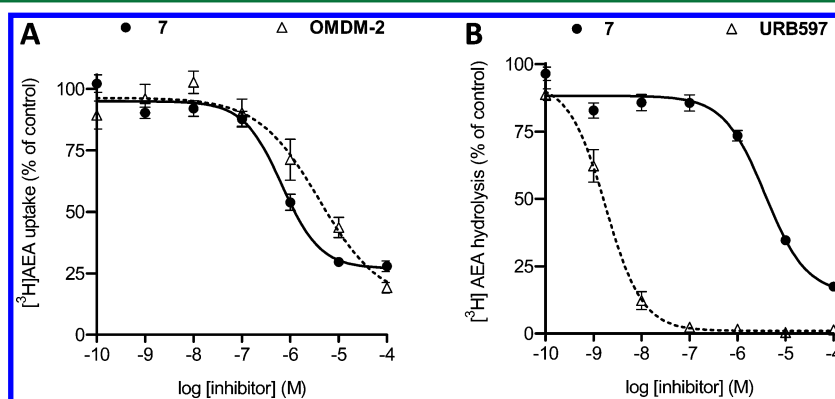 A
7
OMDM-2
[³H]AEA uptake (% of control)
100
75
50
25
0
-10 -9 -8 -7 -6 -5 -4
log [inhibitor] (M)
B
7
URB597
[³H] AEA hydrolysis (% of control)
100
75
50
25
0
-10 -9 -8 -7 -6 -5 -4
log [inhibitor] (M)